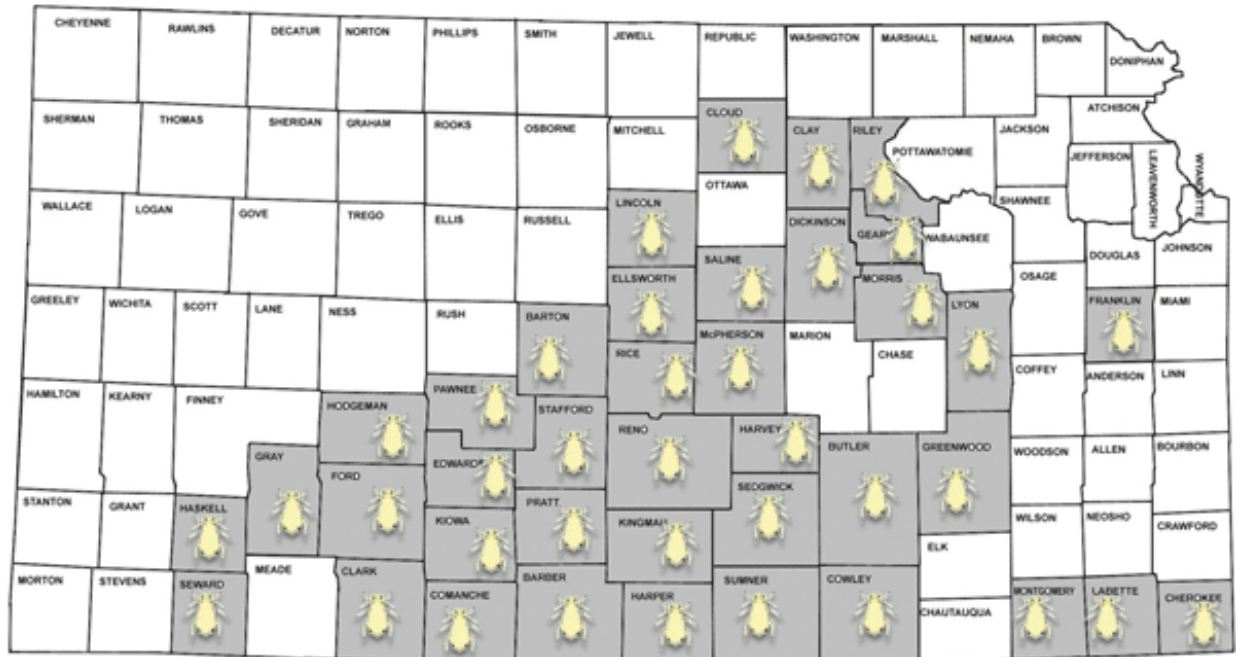 CHEYENNE
RAWLINS
DECATUR
NORTON
PHILLIPS
SMITH
JEWELL
REPUBLIC
WASHINGTON
MARSHALL
NEMAHA
BROWN
DONIPHAN
SHERMAN
THOMAS
SHERIDAN
GRAHAM
ROOKS
OSBORNE
MITCHELL
CLOUD
CLAY
RILEY
POTTAWATOMIE
JACKSON
ATCHISON
JEFFERSON
LEAVENWORTH
WYANDOTTE
WALLACE
LOGAN
GOVE
TREGO
ELLIS
RUSSELL
LINCOLN
OTTAWA
DICKINSON
GEARY
WABAUNSEE
SHAWNEE
DOUGLAS
JOHNSON
ELLSWORTH
SALINE
MORRIS
LYON
OSAGE
FRANKLIN
MIAMI
GREELEY
WICHITA
SCOTT
LANE
NESS
RUSH
BARTON
RICE
McPHERSON
MARION
CHASE
COFFEY
ANDERSON
LINN
HAMILTON
KEARNY
FINNEY
HODGEMAN
PAWNEE
STAFFORD
RENO
HARVEY
BUTLER
GREENWOOD
WOODSON
ALLEN
BOURBON
GRAY
FORD
EDWARDS
SEDGWICK
STANTON
GRANT
HASKELL
KIOWA
PRATT
KINGMAN
WILSON
NEOSHO
CRAWFORD
ELK
MORTON
STEVENS
SEWARD
MEADE
CLARK
COMANCHE
BARBER
HARPER
SUMNER
COWLEY
CHAUTAUQUA
MONTGOMERY
LABETTE
CHEROKEE